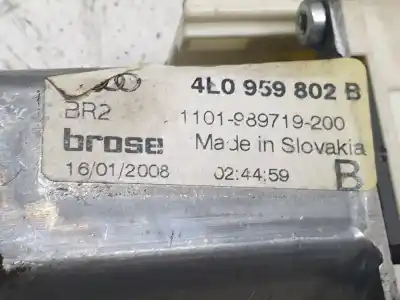 4L0 959 802 B
BR2 1101-989719-200
brose Made in Slovakia
16/01/2008 02:44:59 B